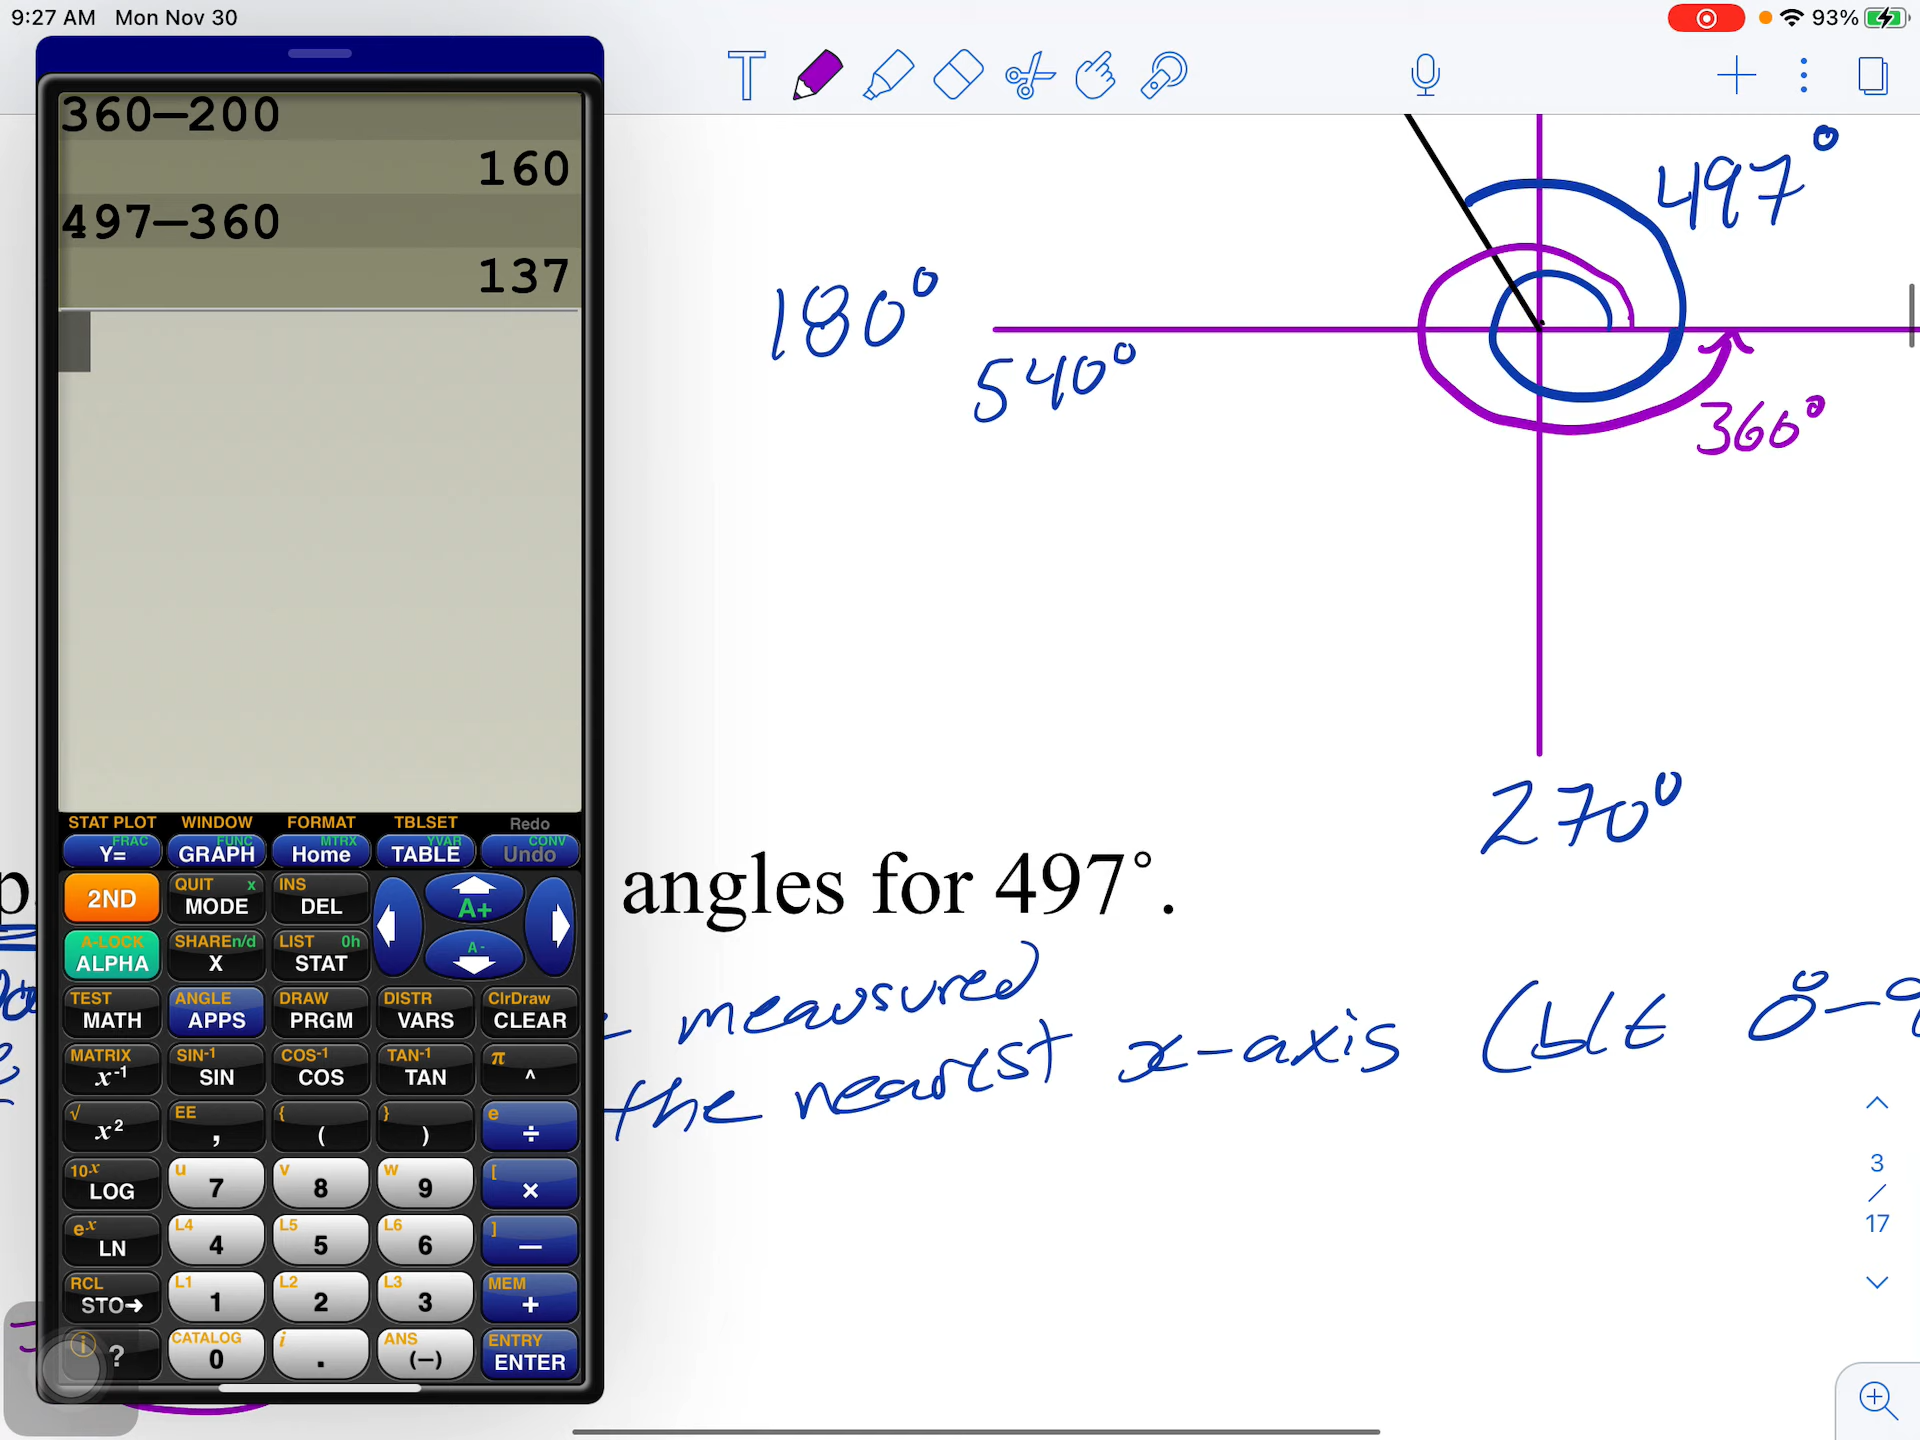 9:27 AM Mon Nov 30
93%
360−200
160
497−360
137
STAT PLOT WINDOW FORMAT TBLSET Redo
FRAC FUNC MTRX YVAR CONV
Y= GRAPH Home TABLE Undo
QUIT x INS
2ND MODE DEL A+
A-LOCK SHARE n/d LIST 0h A-
ALPHA X STAT
TEST ANGLE DRAW DISTR ClrDraw
MATH APPS PRGM VARS CLEAR
MATRIX SIN-1 COS-1 TAN-1 π
x-1 SIN COS TAN ^
√ EE { } e
x2 , ( ) ÷
10x u v w [
LOG 7 8 9 ×
ex L4 L5 L6 ]
LN 4 5 6 −
RCL L1 L2 L3 MEM
STO→ 1 2 3 +
CATALOG i ANS ENTRY
? 0 . (−) ENTER
T
497°
180°
540°
360°
270°
angles for 497°.
measured
the nearest x-axis (b/t 0°-
3
/
17